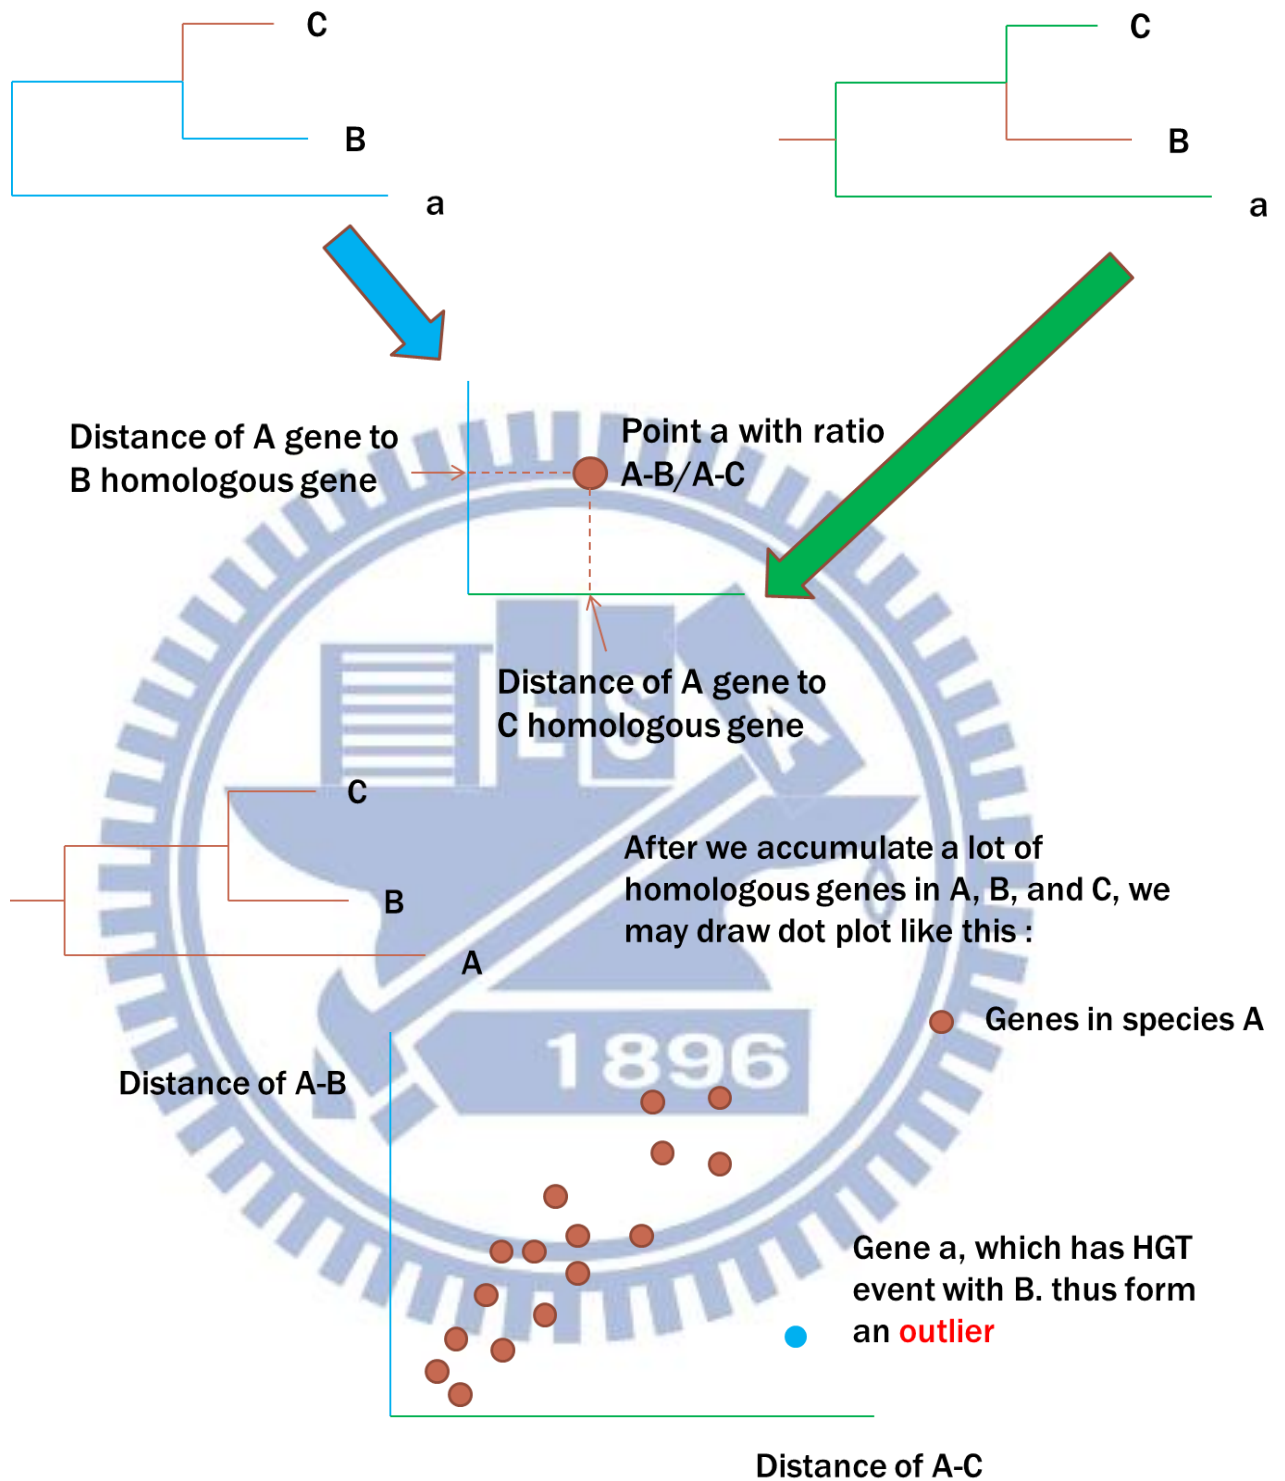 C
B
a
C
B
a
Distance of A gene to
B homologous gene
Point a with ratio
A-B/A-C
Distance of A gene to
C homologous gene
E
S
A
C
B
A
After we accumulate a lot of
homologous genes in A, B, and C, we
may draw dot plot like this :
1896
Genes in species A
Distance of A-B
Gene a, which has HGT
event with B. thus form
an outlier
Distance of A-C